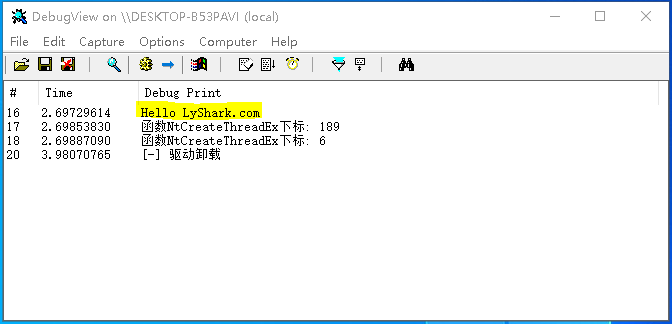 DebugView on \\DESKTOP-B53PAVI (local)
File Edit Capture Options Computer Help
# Time Debug Print
16 2.69729614 Hello LyShark.com
17 2.69853830 函数NtCreateThreadEx下标: 189
18 2.69887090 函数NtCreateThreadEx下标: 6
20 3.98070765 [-] 驱动卸载